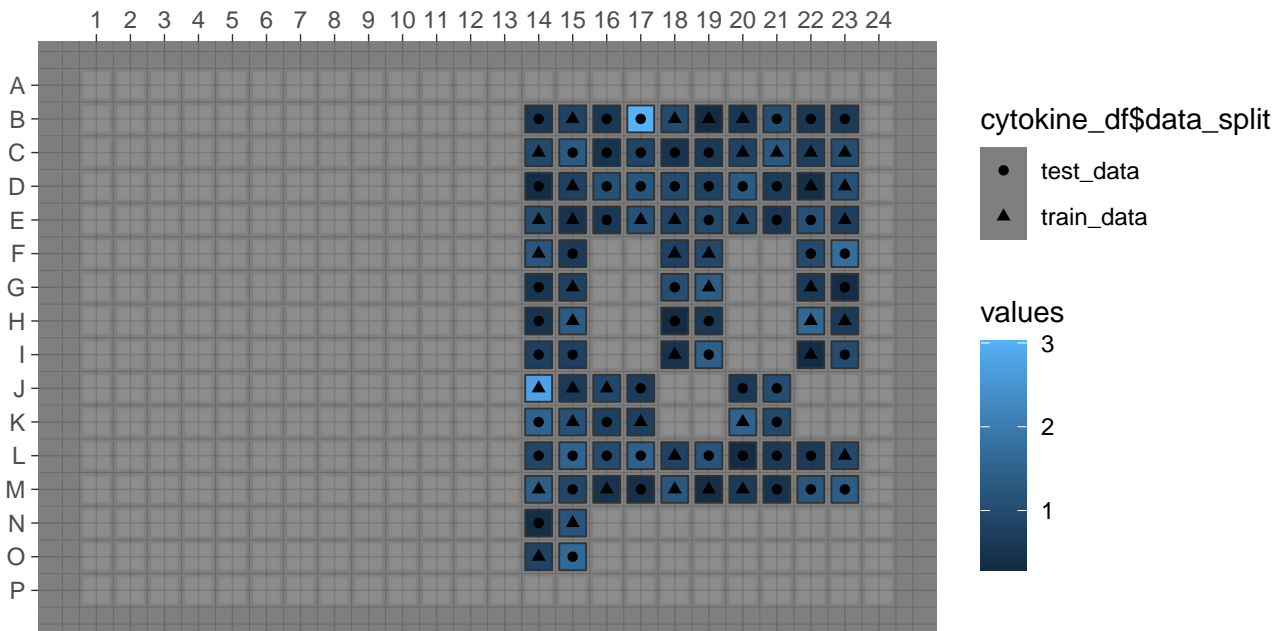 1 2 3 4 5 6 7 8 9 10 11 12 13 14 15 16 17 18 19 20 21 22 23 24
A
B
C
D
E
F
G
H
I
J
K
L
M
N
O
P
cytokine_df$data_split
test_data
train_data
values
3
2
1